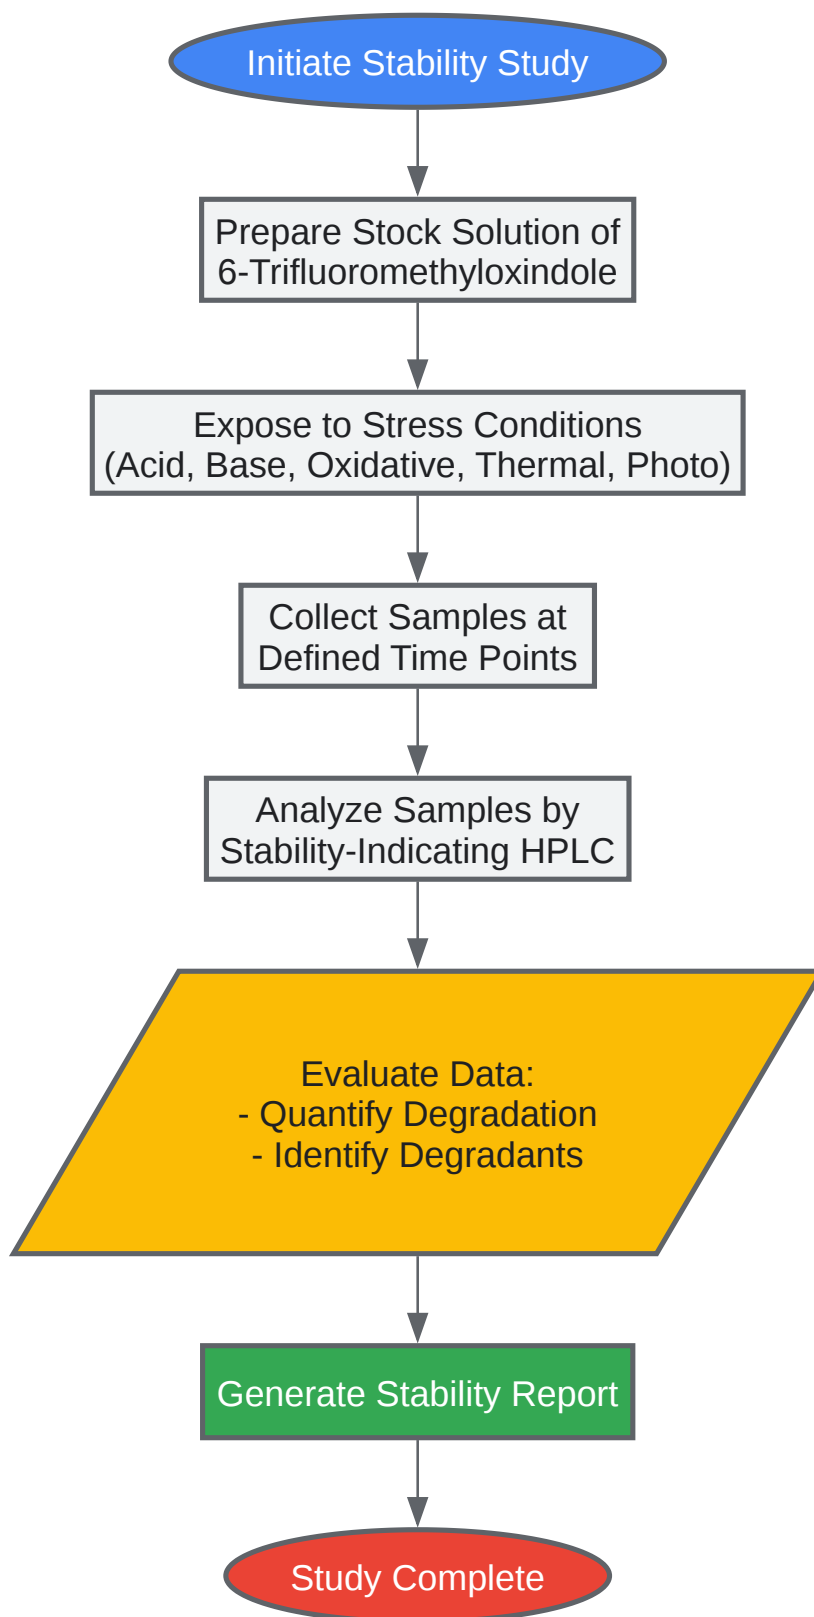 Initiate Stability Study
Prepare Stock Solution of
6-Trifluoromethyloxindole
Expose to Stress Conditions
(Acid, Base, Oxidative, Thermal, Photo)
Collect Samples at
Defined Time Points
Analyze Samples by
Stability-Indicating HPLC
Evaluate Data:
- Quantify Degradation
- Identify Degradants
Generate Stability Report
Study Complete